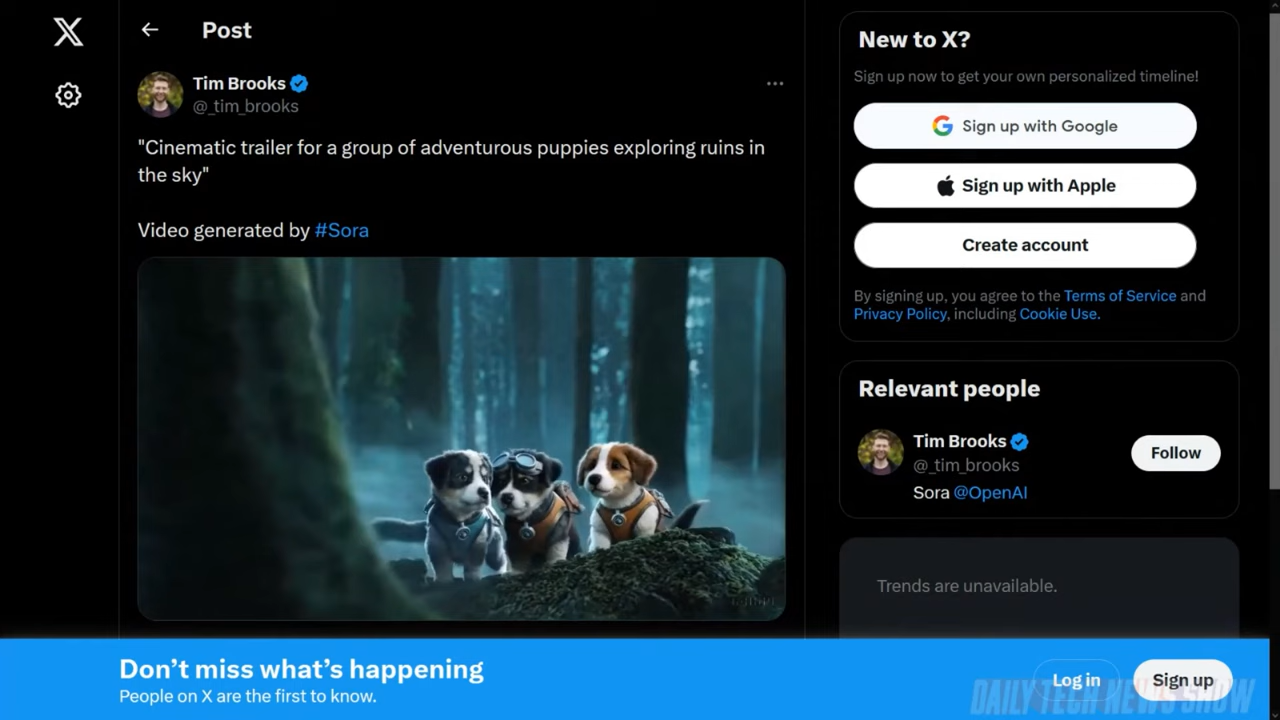 Post
Tim Brooks
@_tim_brooks
"Cinematic trailer for a group of adventurous puppies exploring ruins in
the sky"
Video generated by #Sora
New to X?
Sign up now to get your own personalized timeline!
Sign up with Google
Sign up with Apple
Create account
By signing up, you agree to the Terms of Service and
Privacy Policy, including Cookie Use.
Relevant people
Tim Brooks
@_tim_brooks
Follow
Sora @OpenAI
Trends are unavailable.
Don’t miss what’s happening
People on X are the first to know.
Log in
Sign up
DAILY TECH NEWS SHOW